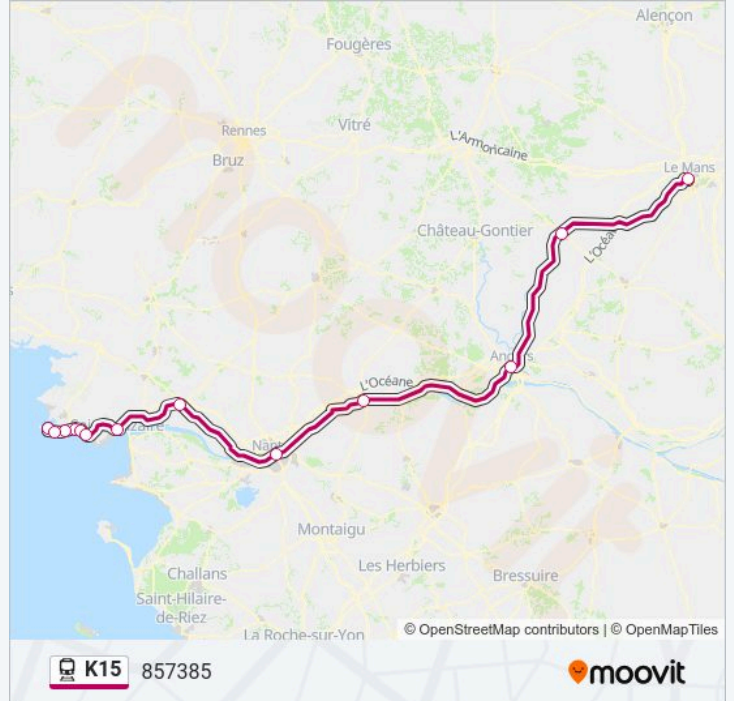 Alençon
Fougères
Rennes
Vitré
L'Armoricaine
Bruz
Le Mans
Château-Gontier
L'Océa
Angers
L'Océane
Nant
Montaigu
Les Herbiers
Challans
Bressuire
Saint-Hilaire-
de-Riez
La Roche-sur-Yon
© OpenStreetMap contributors | © OpenMapTiles
K15 857385
moovit